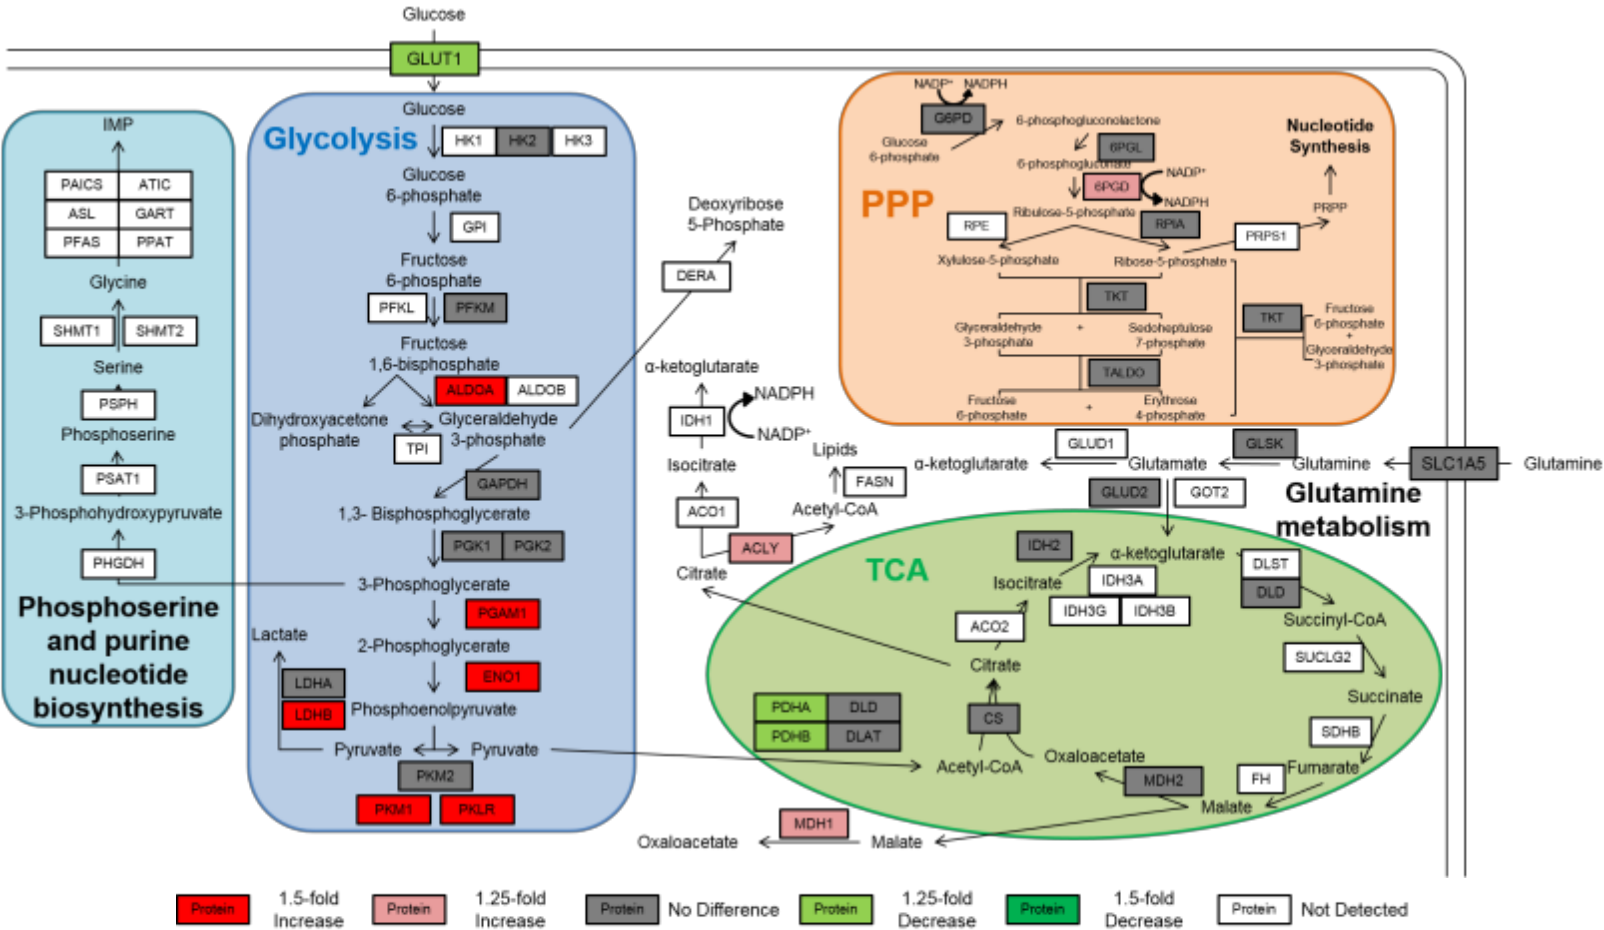 Glucose
GLUT1
IMP
PAICS
ATIC
ASL
GART
PFAS
PPAT
Glycine
SHMT1
SHMT2
Serine
PSPH
Phosphoserine
PSAT1
3-Phosphohydroxypyruvate
PHGDH
Phosphoserine
and purine
nucleotide
biosynthesis
Glycolysis
Glucose
HK1
HK2
HK3
Glucose
6-phosphate
GPI
Fructose
6-phosphate
PFKL
PFKM
Fructose
1,6-bisphosphate
ALDOA
ALDOB
Dihydroxyacetone
phosphate
Glyceraldehyde
3-phosphate
TPI
GAPDH
1,3- Bisphosphoglycerate
PGK1
PGK2
3-Phosphoglycerate
PGAM1
2-Phosphoglycerate
ENO1
Lactate
LDHA
LDHB
Phosphoenolpyruvate
Pyruvate
Pyruvate
PKM2
PKM1
PKLR
Deoxyribose
5-Phosphate
DERA
α-ketoglutarate
NADPH
IDH1
NADP⁺
Isocitrate
ACO1
Lipids
FASN
Acetyl-CoA
ACLY
Citrate
PPP
NADP⁺
NADPH
G6PD
Glucose
6-phosphate
6-phosphogluconolactone
6PGL
6-phosphogluconate
6PGD
NADP⁺
NADPH
Ribulose-5-phosphate
RPE
RPIA
Xylulose-5-phosphate
Ribose-5-phosphate
PRPS1
PRPP
Nucleotide
Synthesis
TKT
Glyceraldehyde
3-phosphate
+
Sedoheptulose
7-phosphate
TKT
Fructose
6-phosphate
+
Glyceraldehyde
3-phosphate
TALDO
Fructose
6-phosphate
+
Erythrose
4-phosphate
α-ketoglutarate
GLUD1
Glutamate
GLSK
Glutamine
SLC1A5
Glutamine
GLUD2
GOT2
Glutamine
metabolism
TCA
IDH2
α-ketoglutarate
Isocitrate
IDH3A
IDH3G
IDH3B
DLST
DLD
Succinyl-CoA
ACO2
Citrate
SUCLG2
Succinate
PDHA
DLD
PDHB
DLAT
CS
SDHB
Acetyl-CoA
Oxaloacetate
MDH2
FH
Fumarate
Malate
MDH1
Oxaloacetate
Malate
Protein
1.5-fold
Increase
Protein
1.25-fold
Increase
Protein
No Difference
Protein
1.25-fold
Decrease
Protein
1.5-fold
Decrease
Protein
Not Detected